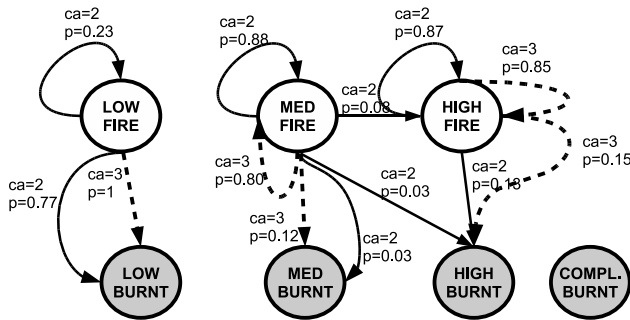 ca=2
p=0.23
ca=2
p=0.88
ca=2
p=0.87
ca=3
p=0.85
ca=2
p=0.08
LOW
FIRE
MED
FIRE
HIGH
FIRE
ca=3
p=0.15
ca=2
p=0.77
ca=3
p=1
ca=3
p=0.80
ca=2
p=0.03
ca=2
ca=3
p=0.12
ca=2
p=0.03
LOW
BURNT
MED
BURNT
HIGH
BURNT
COMPL.
BURNT